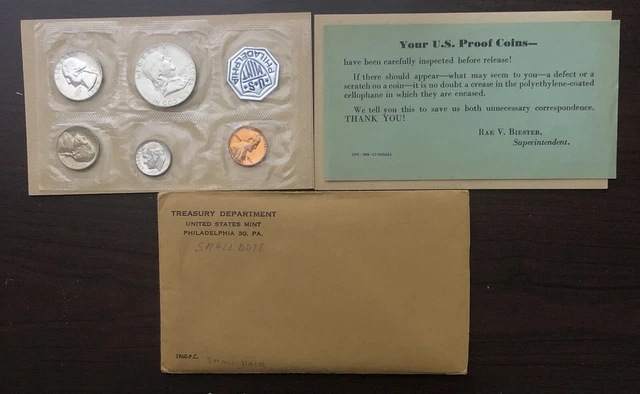 PHILADELPHIA
U.S. MINT
Your U.S. Proof Coins—
have been carefully inspected before release!
If there should appear—what may seem to you—a defect or a
scratch on a coin—it is no doubt a crease in the polyethylene-coated
cellophane in which they are encased.
We tell you this to save us both unnecessary correspondence.
THANK YOU!
RAE V. BIESTER,
Superintendent.
TREASURY DEPARTMENT
UNITED STATES MINT
PHILADELPHIA 30, PA.
SMALL DATE
1960-P.C. SMALL DATE